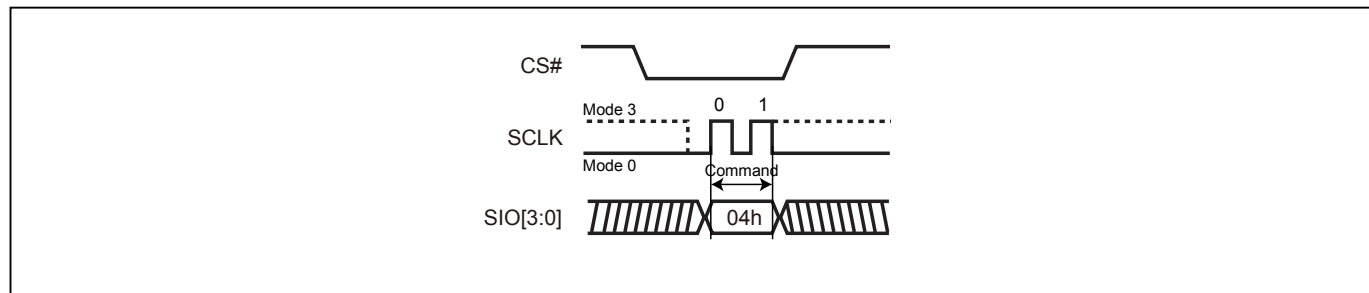 CS#
Mode 3
0 1
SCLK
Mode 0
Command
SIO[3:0]
04h